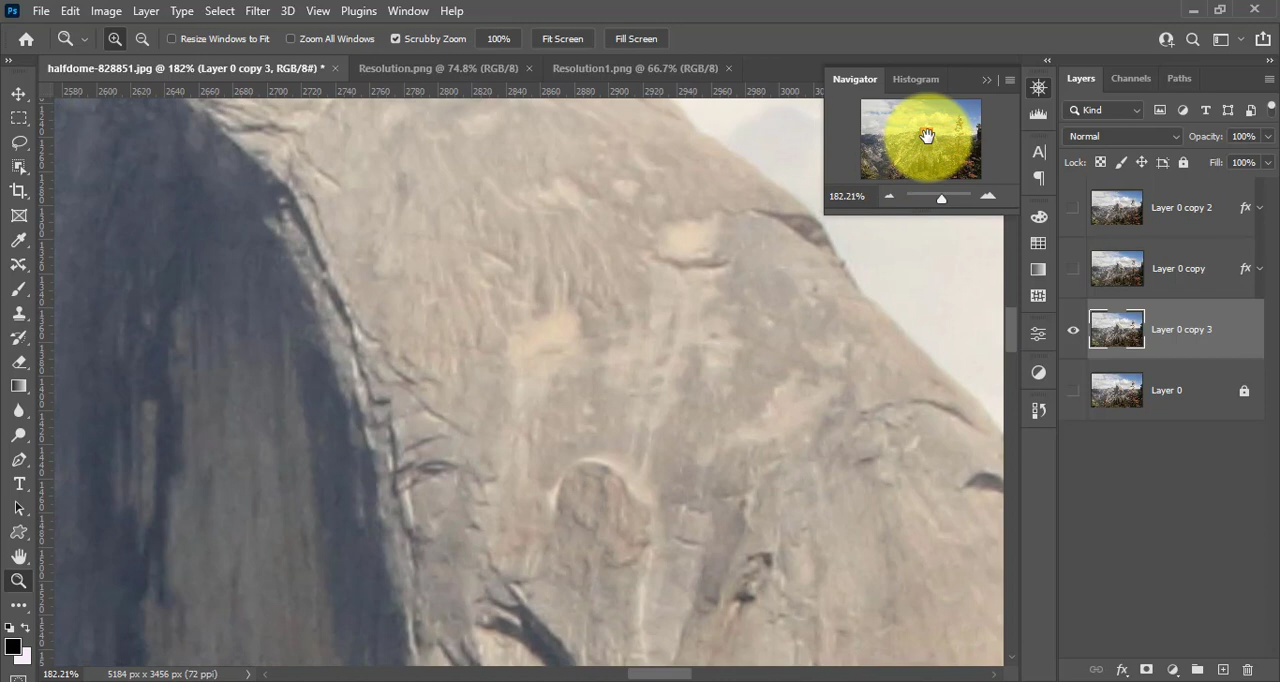 Ps File Edit Image Layer Type Select Filter 3D View Plugins Window Help
Resize Windows to Fit Zoom All Windows Scrubby Zoom 100% Fit Screen Fill Screen
halfdome-828851.jpg @ 182% (Layer 0 copy 3, RGB/8#) * Resolution.png @ 74.8% (RGB/8) Resolution1.png @ 66.7% (RGB/8)
2580 2600 2620 2640 2660 2680 2700 2720 2740 2760 2780 2800 2820 2840 2860 2880 2900 2920 2940 2960 2980 3000
Navigator Histogram
182.21%
Layers Channels Paths
Kind
Normal Opacity: 100%
Lock: Fill: 100%
Layer 0 copy 2 fx
Layer 0 copy fx
Layer 0 copy 3
Layer 0
182.21% 5184 px x 3456 px (72 ppi)